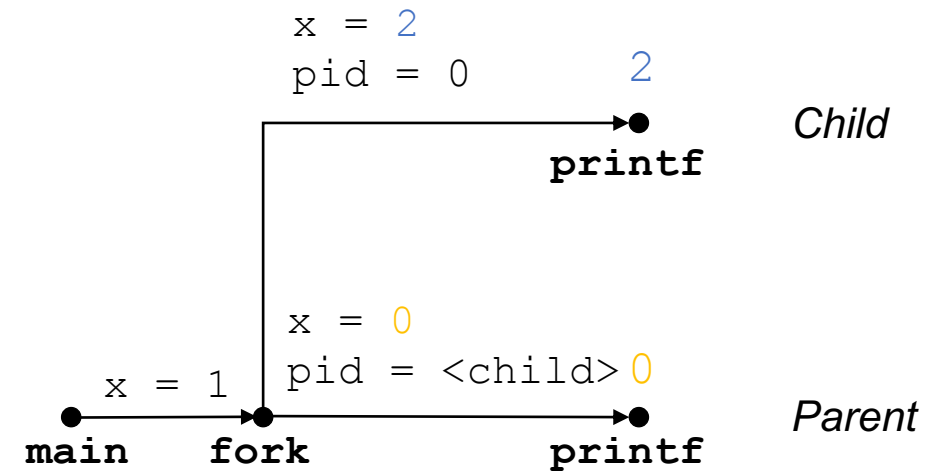 x = 2
pid = 0
2
Child
printf
x = 0
pid = <child>
0
x = 1
Parent
main
fork
printf